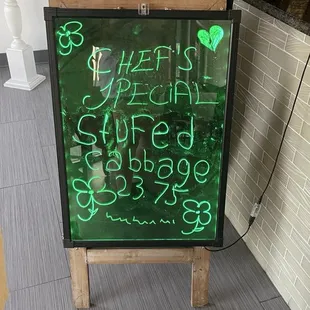 CHEF'S
SPECIAL
Stufed
Cabbage
23.75